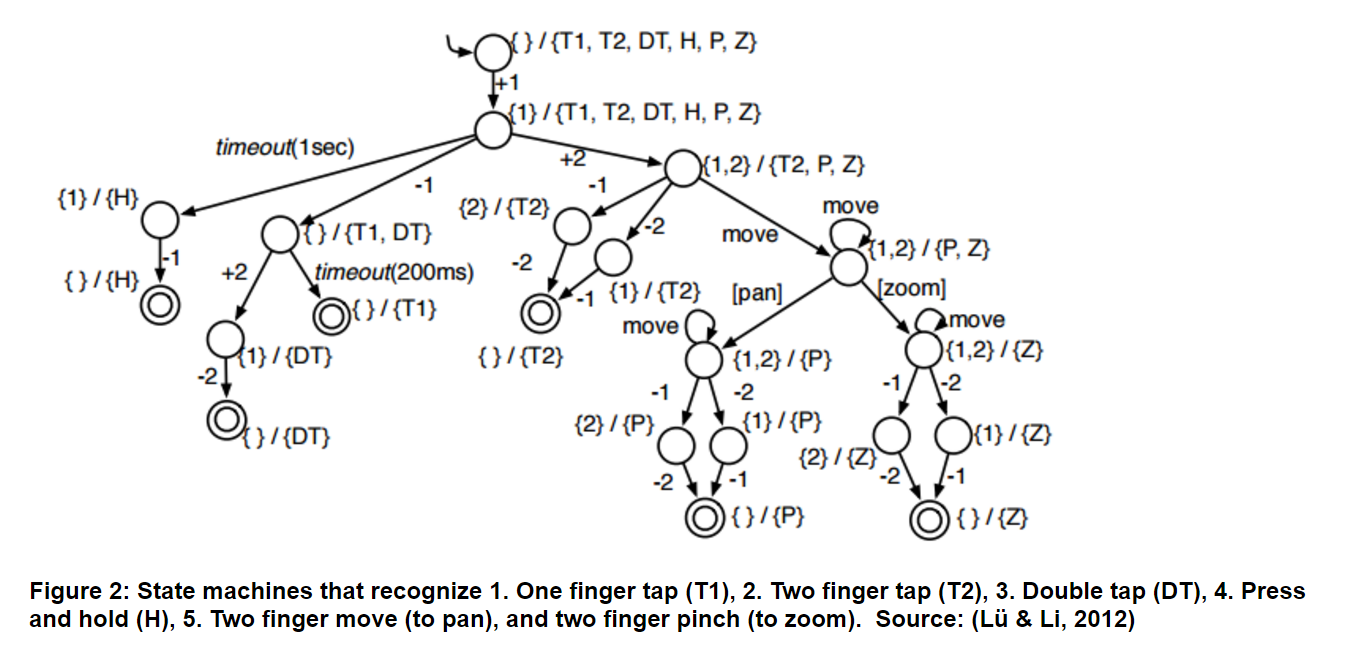 { } / {T1, T2, DT, H, P, Z}
+1
{1} / {T1, T2, DT, H, P, Z}
timeout(1sec)
-1
+2
{1,2} / {T2, P, Z}
{1} / {H}
-1
{ } / {H}
{ } / {T1, DT}
+2
timeout(200ms)
{ } / {T1}
{1} / {DT}
-2
{ } / {DT}
-1
{2} / {T2}
-2
-2
{1} / {T2}
-1
{ } / {T2}
move
move
{1,2} / {P, Z}
[pan]
[zoom]
move
{1,2} / {P}
-1
-2
{2} / {P}
{1} / {P}
-2
-1
{ } / {P}
move
{1,2} / {Z}
-1
-2
{2} / {Z}
{1} / {Z}
-2
-1
{ } / {Z}
Figure 2: State machines that recognize 1. One finger tap (T1), 2. Two finger tap (T2), 3. Double tap (DT), 4. Press
and hold (H), 5. Two finger move (to pan), and two finger pinch (to zoom).  Source: (Lü & Li, 2012)